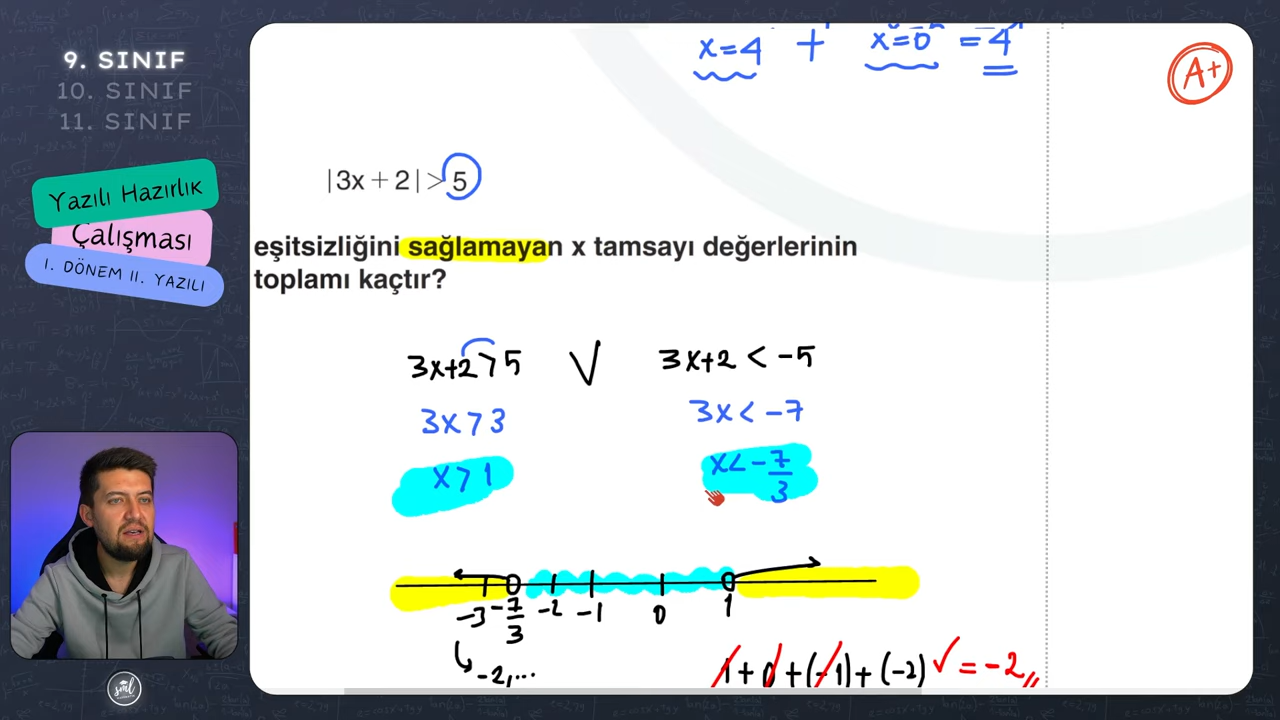 9. SINIF
10. SINIF
11. SINIF
Yazılı Hazırlık
Çalışması
I. DÖNEM II. YAZILI
x=4 + x=0 = 4
A+
|3x + 2| > 5
eşitsizliğini sağlamayan x tamsayı değerlerinin
toplamı kaçtır?
3x+2 > 5 V 3x+2 < -5
3x > 3 3x < -7
x > 1 x < -7/3
-3 -7/3 -2 -1 0 1
-2,...
1 + 0 + (-1) + (-2) ✓ = -2,,
sml